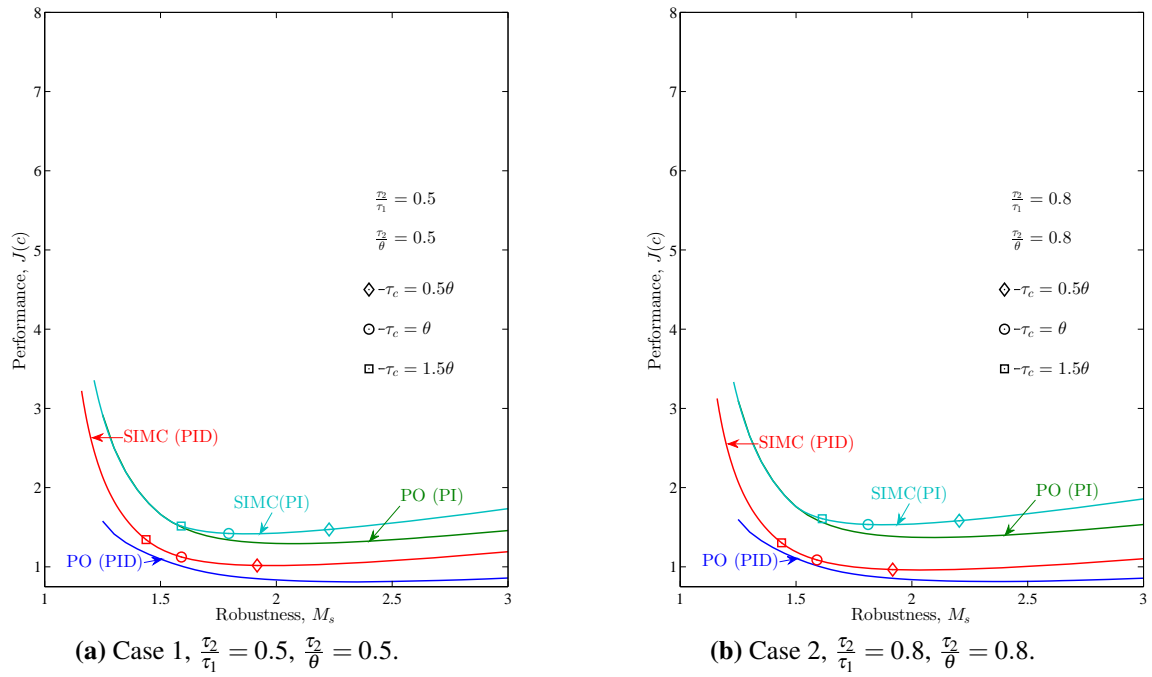 8
7
6
5
4
3
2
1
Performance, J(c)
τ₂/τ₁ = 0.5
τ₂/θ = 0.5
–τc = 0.5θ
–τc = θ
–τc = 1.5θ
SIMC (PID)
SIMC(PI)
PO (PI)
PO (PID)
1 1.5 2 2.5 3
Robustness, Ms
(a) Case 1, τ₂/τ₁ = 0.5, τ₂/θ = 0.5.
8
7
6
5
4
3
2
1
Performance, J(c)
τ₂/τ₁ = 0.8
τ₂/θ = 0.8
–τc = 0.5θ
–τc = θ
–τc = 1.5θ
SIMC (PID)
SIMC(PI)
PO (PI)
PO (PID)
1 1.5 2 2.5 3
Robustness, Ms
(b) Case 2, τ₂/τ₁ = 0.8, τ₂/θ = 0.8.